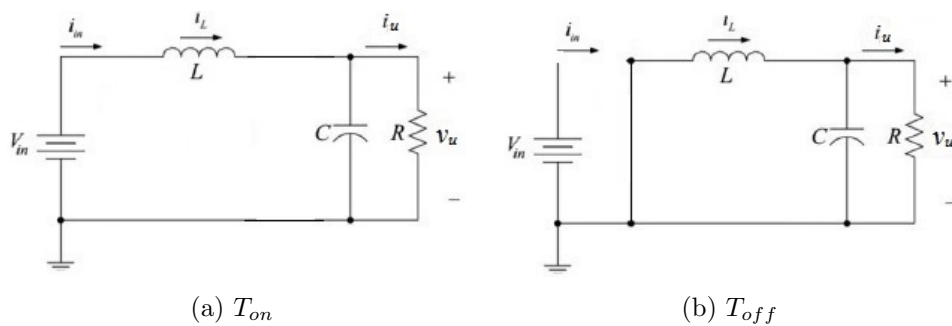 i_in i_L i_u
L
+
V_in C R v_u
−
(a) T_on
i_in i_L i_u
L
+
V_in C R v_u
−
(b) T_off